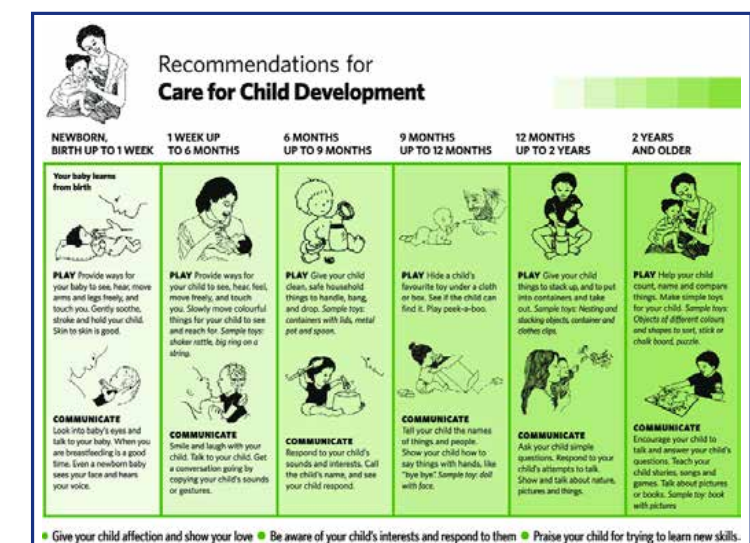 Recommendations for
Care for Child Development
NEWBORN,
BIRTH UP TO 1 WEEK
1 WEEK UP
TO 6 MONTHS
6 MONTHS
UP TO 9 MONTHS
9 MONTHS
UP TO 12 MONTHS
12 MONTHS
UP TO 2 YEARS
2 YEARS
AND OLDER
Your baby learns
from birth
PLAY Provide ways for
your baby to see, hear, move
arms and legs freely, and
touch you. Gently soothe,
stroke and hold your child.
Skin to skin is good.
PLAY Provide ways for
your child to see, hear, feel,
move freely, and touch
you. Slowly move colourful
things for your child to see
and reach for. Sample toys:
shaker rattle, big ring on a
string.
PLAY Give your child
clean, safe household
things to handle, bang,
and drop. Sample toys:
containers with lids, metal
pot and spoon.
PLAY Hide a child's
favourite toy under a cloth
or box. See if the child can
find it. Play peek-a-boo.
PLAY Give your child
things to stack up, and to put
into containers and take
out. Sample toys: Nesting and
stacking objects, container and
clothes clips.
PLAY Help your child
count, name and compare
things. Make simple toys
for your child. Sample toys:
Objects of different colours
and shapes to sort, stick or
chalk board, puzzle.
COMMUNICATE
Look into baby's eyes and
talk to your baby. When you
are breastfeeding is a good
time. Even a newborn baby
sees your face and hears
your voice.
COMMUNICATE
Smile and laugh with your
child. Talk to your child. Get
a conversation going by
copying your child's sounds
or gestures.
COMMUNICATE
Respond to your child's
sounds and interests. Call
the child's name, and see
your child respond.
COMMUNICATE
Tell your child the names
of things and people.
Show your child how to
say things with hands, like
"bye bye". Sample toy: doll
with face.
COMMUNICATE
Ask your child simple
questions. Respond to your
child's attempts to talk.
Show and talk about nature,
pictures and things.
COMMUNICATE
Encourage your child to
talk and answer your child's
questions. Teach your
child stories, songs and
games. Talk about pictures
or books. Sample toy: book
with pictures
• Give your child affection and show your love • Be aware of your child's interests and respond to them • Praise your child for trying to learn new skills.